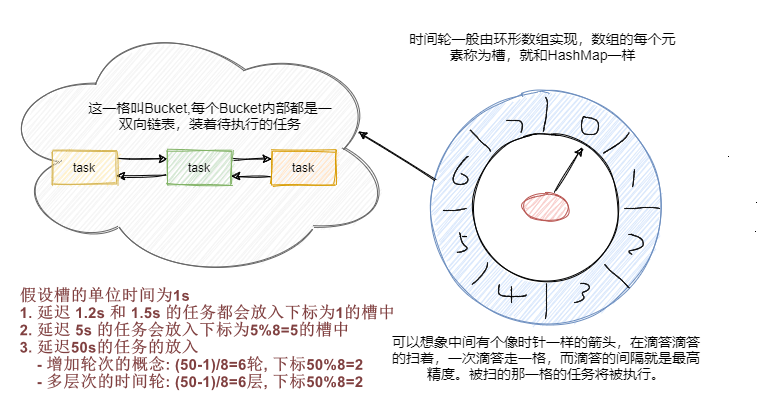 时间轮一般由环形数组实现，数组的每个元
素称为槽，就和HashMap一样
这一格叫Bucket,每个Bucket内部都是一
双向链表，装着待执行的任务
task
task
task
0
1
2
3
4
5
6
7
假设槽的单位时间为1s
1. 延迟 1.2s 和 1.5s 的任务都会放入下标为1的槽中
2. 延迟 5s 的任务会放入下标为5%8=5的槽中
3. 延迟50s的任务的放入
- 增加轮次的概念: (50-1)/8=6轮, 下标50%8=2
- 多层次的时间轮: (50-1)/8=6层, 下标50%8=2
可以想象中间有个像时针一样的箭头，在滴答滴答
的扫着，一次滴答走一格，而滴答的间隔就是最高
精度。被扫的那一格的任务将被执行。